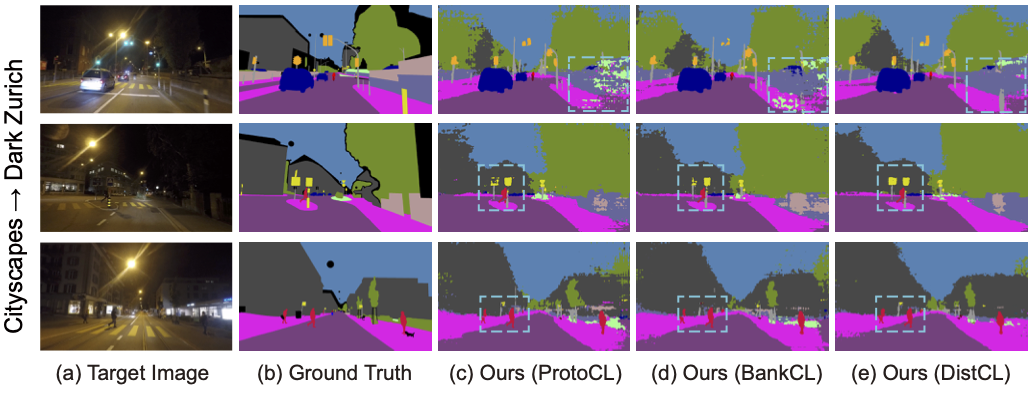 Cityscapes → Dark Zurich
(a) Target Image
(b) Ground Truth
(c) Ours (ProtoCL)
(d) Ours (BankCL)
(e) Ours (DistCL)